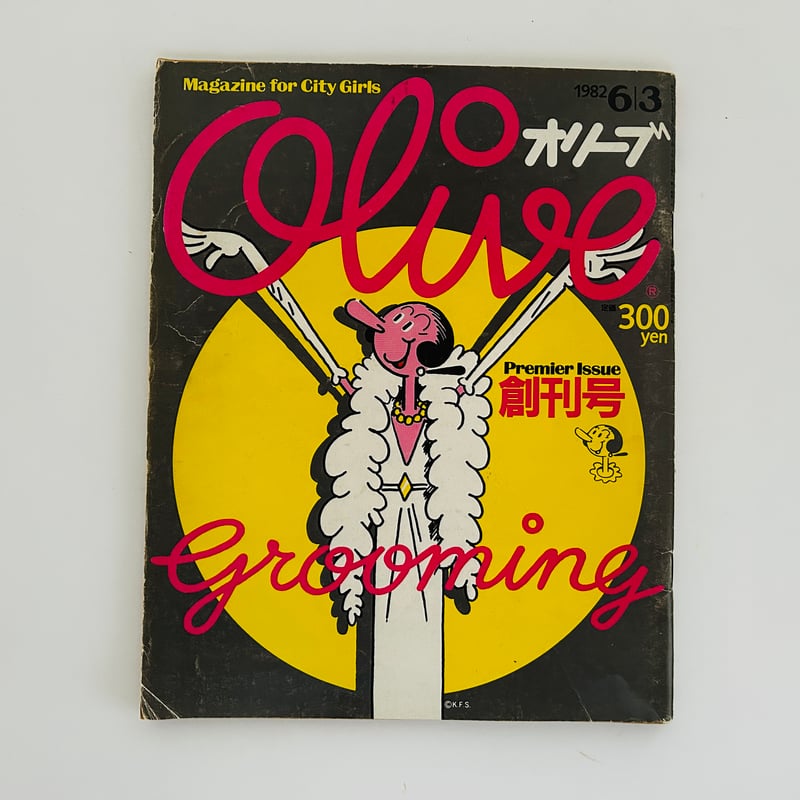 Magazine for City Girls
1982 6|3
Olive
オリーブ
®
定価 300
yen
Premier Issue
創刊号
Grooming
©K.F.S.